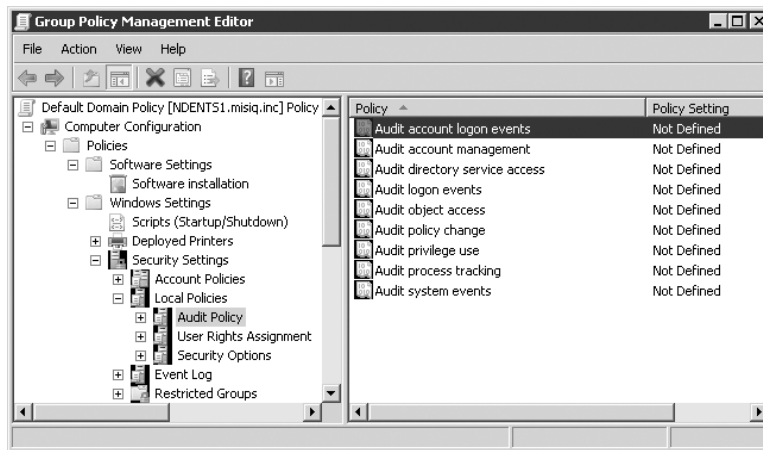 Group Policy Management Editor
File Action View Help
Default Domain Policy [NDENTS1.misiq.inc] Policy
Computer Configuration
Policies
Software Settings
Software installation
Windows Settings
Scripts (Startup/Shutdown)
Deployed Printers
Security Settings
Account Policies
Local Policies
Audit Policy
User Rights Assignment
Security Options
Event Log
Restricted Groups
Policy Policy Setting
Audit account logon events Not Defined
Audit account management Not Defined
Audit directory service access Not Defined
Audit logon events Not Defined
Audit object access Not Defined
Audit policy change Not Defined
Audit privilege use Not Defined
Audit process tracking Not Defined
Audit system events Not Defined